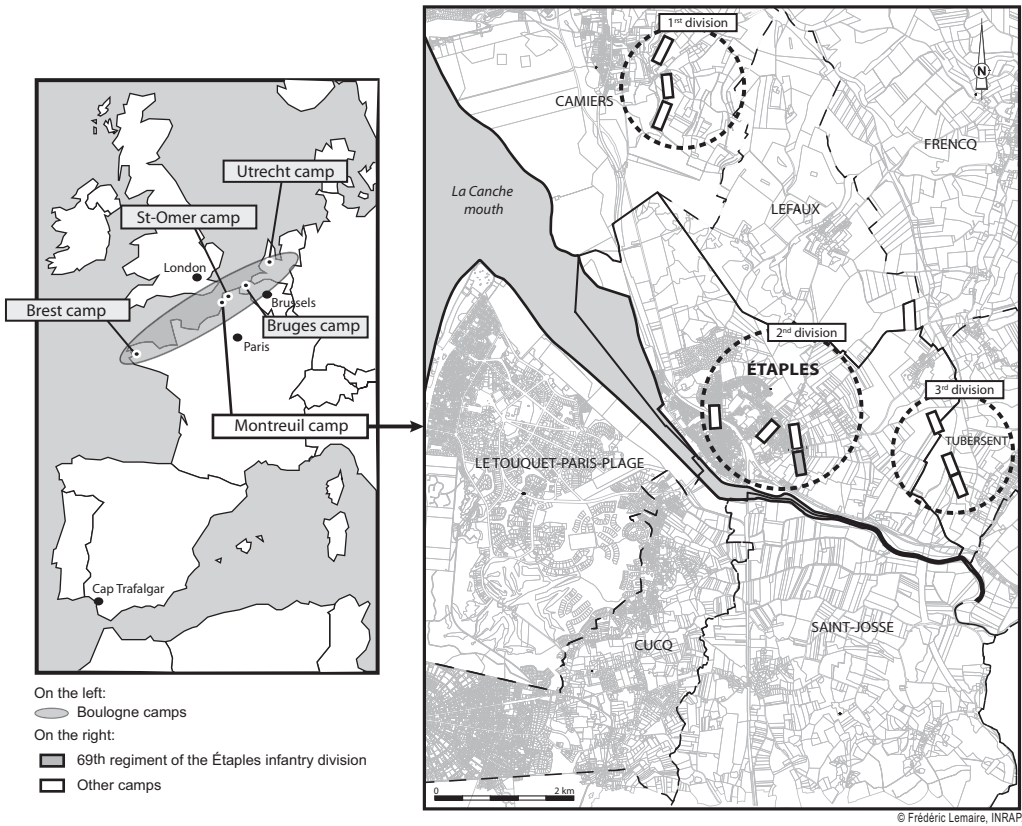 Utrecht camp
St-Omer camp
London
Brest camp
Brussels
Bruges camp
Paris
Montreuil camp
Cap Trafalgar
On the left:
Boulogne camps
On the right:
69th regiment of the Étaples infantry division
Other camps
1rst division
CAMIERS
N
FRENCQ
La Canche
mouth
LEFAUX
2nd division
ÉTAPLES
3rd division
TUBERSENT
LE TOUQUET-PARIS-PLAGE
SAINT-JOSSE
CUCQ
0 2 km
© Frédéric Lemaire, INRAP